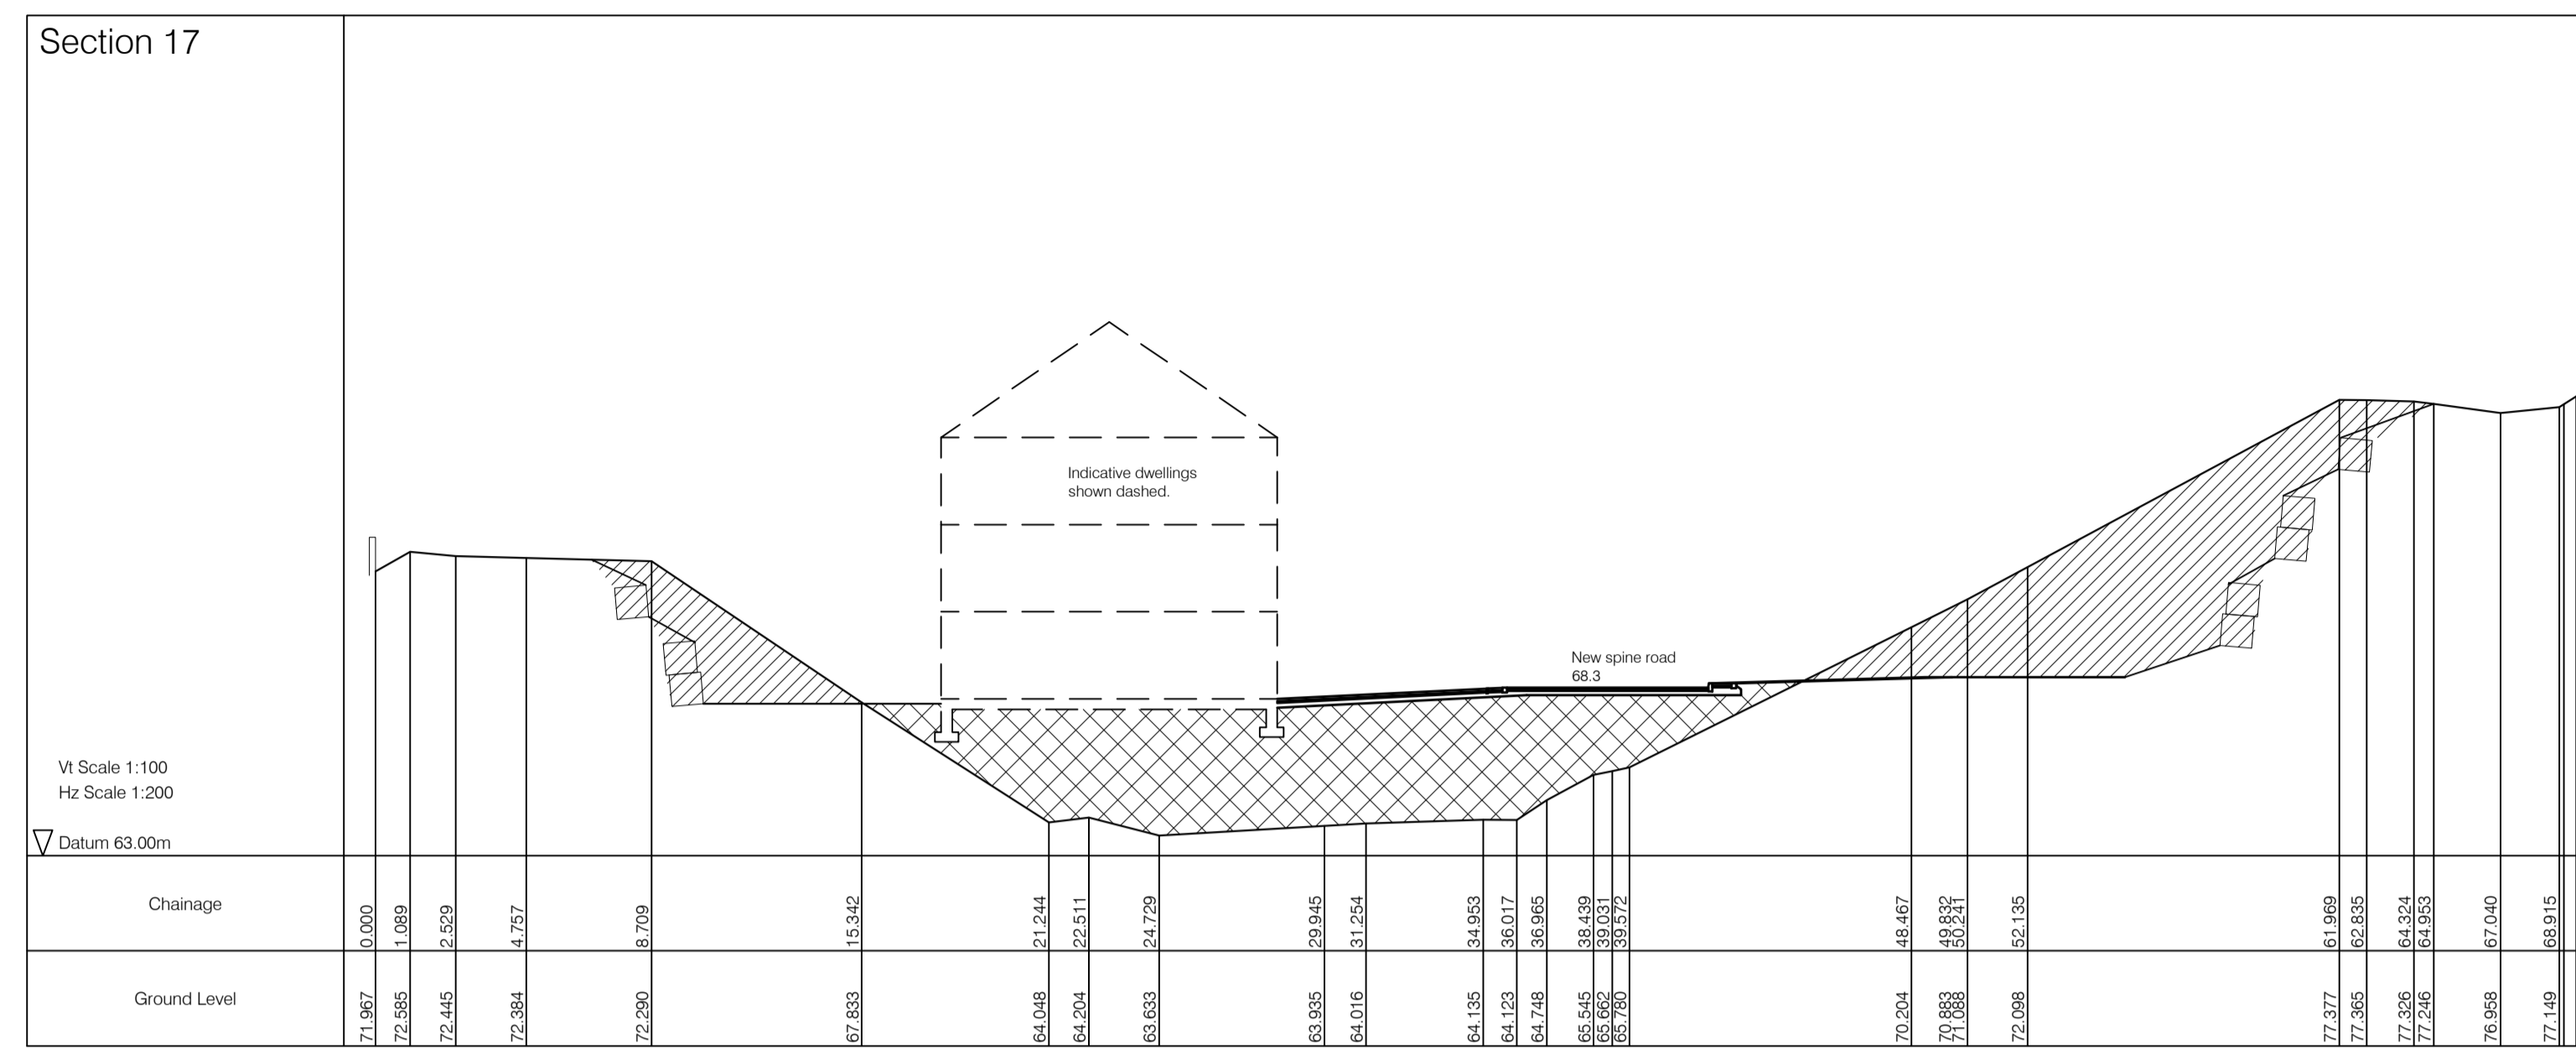 Section 17
Indicative dwellings
shown dashed.
New spine road
68.3
Vt Scale 1:100
Hz Scale 1:200
Datum 63.00m
Chainage 0.000 1.089 2.529 4.757 8.709 15.342 21.244 22.511 24.729 29.945 31.254 34.953 36.017 36.965 38.439 39.031 39.572 48.467 49.832 50.241 52.135 61.969 62.835 64.324 64.953 67.040 68.915
Ground Level 71.967 72.585 72.445 72.384 72.290 67.833 64.048 64.204 63.633 63.935 64.016 64.135 64.123 64.748 65.545 65.662 65.780 70.204 70.883 71.088 72.098 77.377 77.365 77.326 77.246 76.958 77.149